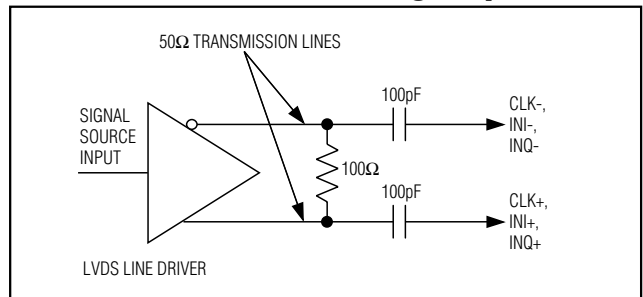 50Ω TRANSMISSION LINES
100pF
CLK-,
INI-,
INQ-
SIGNAL
SOURCE
INPUT
100Ω
100pF
CLK+,
INI+,
INQ+
LVDS LINE DRIVER